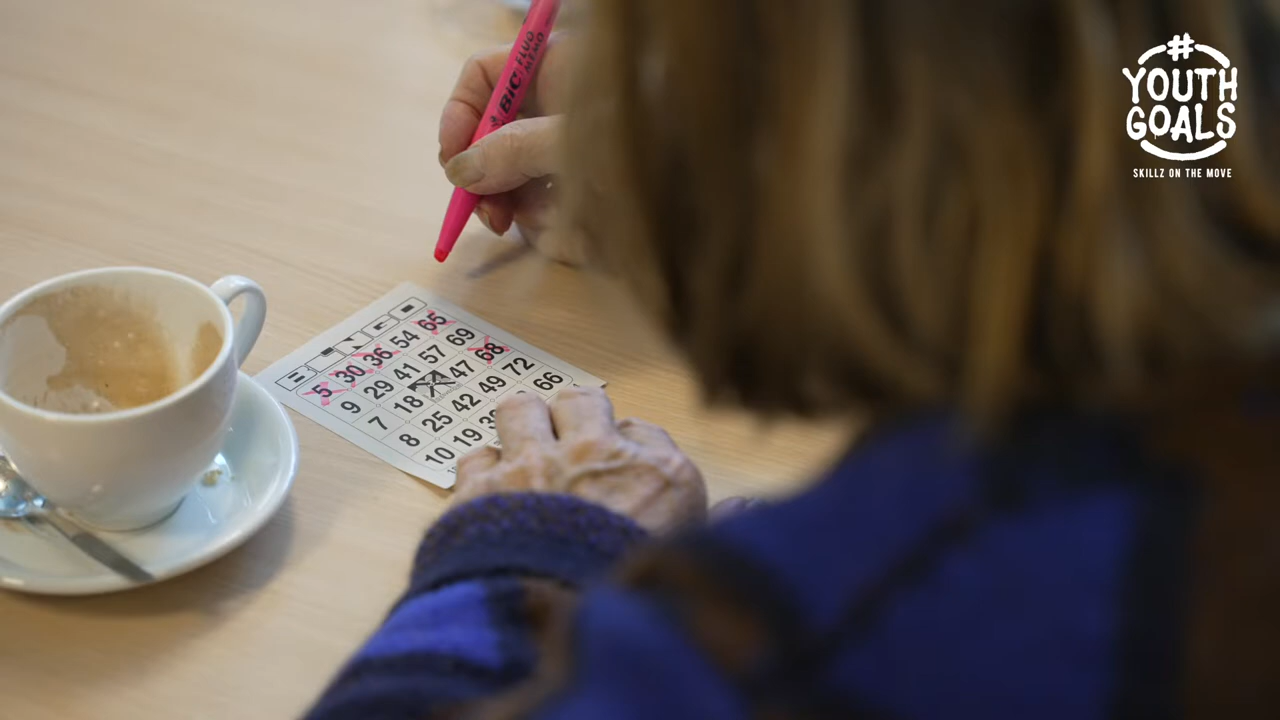 #
YOUTH
GOALS
SKILLZ ON THE MOVE
BIC FLUO
MEMO
B I N G O
5 30 36 54 65
9 29 41 57 69
7 18 47 68
8 25 42 49 72
10 19 66